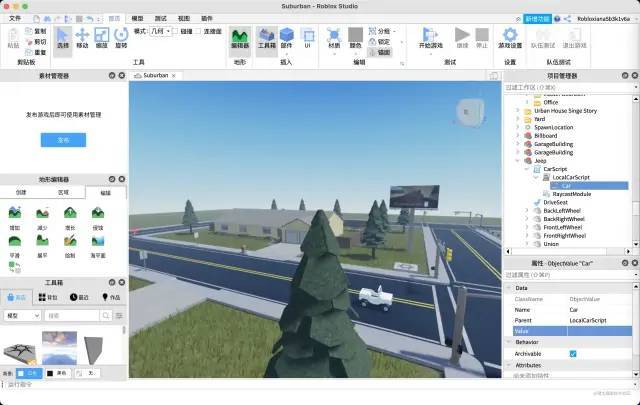 Suburban - Roblox Studio
首页 模型 测试 视图 插件
新增功能 Robloxiana5b3k1v6a
粘贴 复制 剪切 重复
选择 移动 缩放 旋转
模式: 几何 碰撞 连接面
编辑器 工具箱 部件 UI
材质 颜色 分组 锁定 锚固
开始游戏 继续 停止 游戏设置 队伍测试 退出游戏
剪贴板 工具 地形 插入 编辑 测试 设置 队伍测试
素材管理器
Suburban
项目管理器
发布游戏后即可使用素材管理
发布
地形编辑器
创建 区域 编辑
增加 减少 增长 侵蚀
平滑 展平 绘制 海平面
工具箱
背包 最近 作品
模型 搜索
背景: 白色 黑色 无
运行命令
过滤工作区
Office
Urban House Singe Story
Yard
SpawnLocation
Billboard
GarageBuilding
GarageBuilding
Jeep
CarScript
LocalCarScript
Car
RaycastModule
DriveSeat
BackLeftWheel
BackRightWheel
FrontLeftWheel
FrontRightWheel
Union
属性 - ObjectValue "Car"
过滤属性
Data
ClassName ObjectValue
Name Car
Parent LocalCarScript
Value
Behavior
Archivable
Attributes